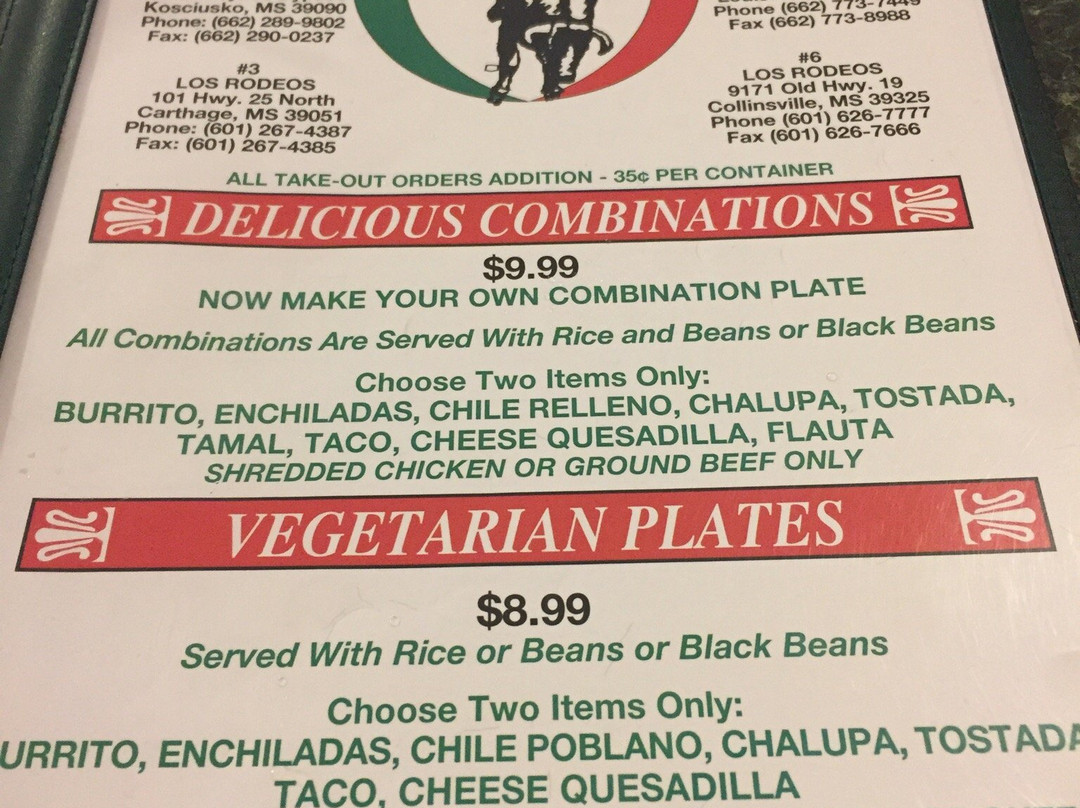 Kosciusko, MS 39090
Phone: (662) 289-9802
Fax: (662) 290-0237
#3
LOS RODEOS
101 Hwy. 25 North
Carthage, MS 39051
Phone: (601) 267-4387
Fax: (601) 267-4385
Phone (662) 773-7449
Fax (662) 773-8988
#6
LOS RODEOS
9171 Old Hwy. 19
Collinsville, MS 39325
Phone (601) 626-7777
Fax (601) 626-7666
ALL TAKE-OUT ORDERS ADDITION - 35¢ PER CONTAINER
DELICIOUS COMBINATIONS
$9.99
NOW MAKE YOUR OWN COMBINATION PLATE
All Combinations Are Served With Rice and Beans or Black Beans
Choose Two Items Only:
BURRITO, ENCHILADAS, CHILE RELLENO, CHALUPA, TOSTADA,
TAMAL, TACO, CHEESE QUESADILLA, FLAUTA
SHREDDED CHICKEN OR GROUND BEEF ONLY
VEGETARIAN PLATES
$8.99
Served With Rice or Beans or Black Beans
Choose Two Items Only:
URRITO, ENCHILADAS, CHILE POBLANO, CHALUPA, TOSTADA
TACO, CHEESE QUESADILLA